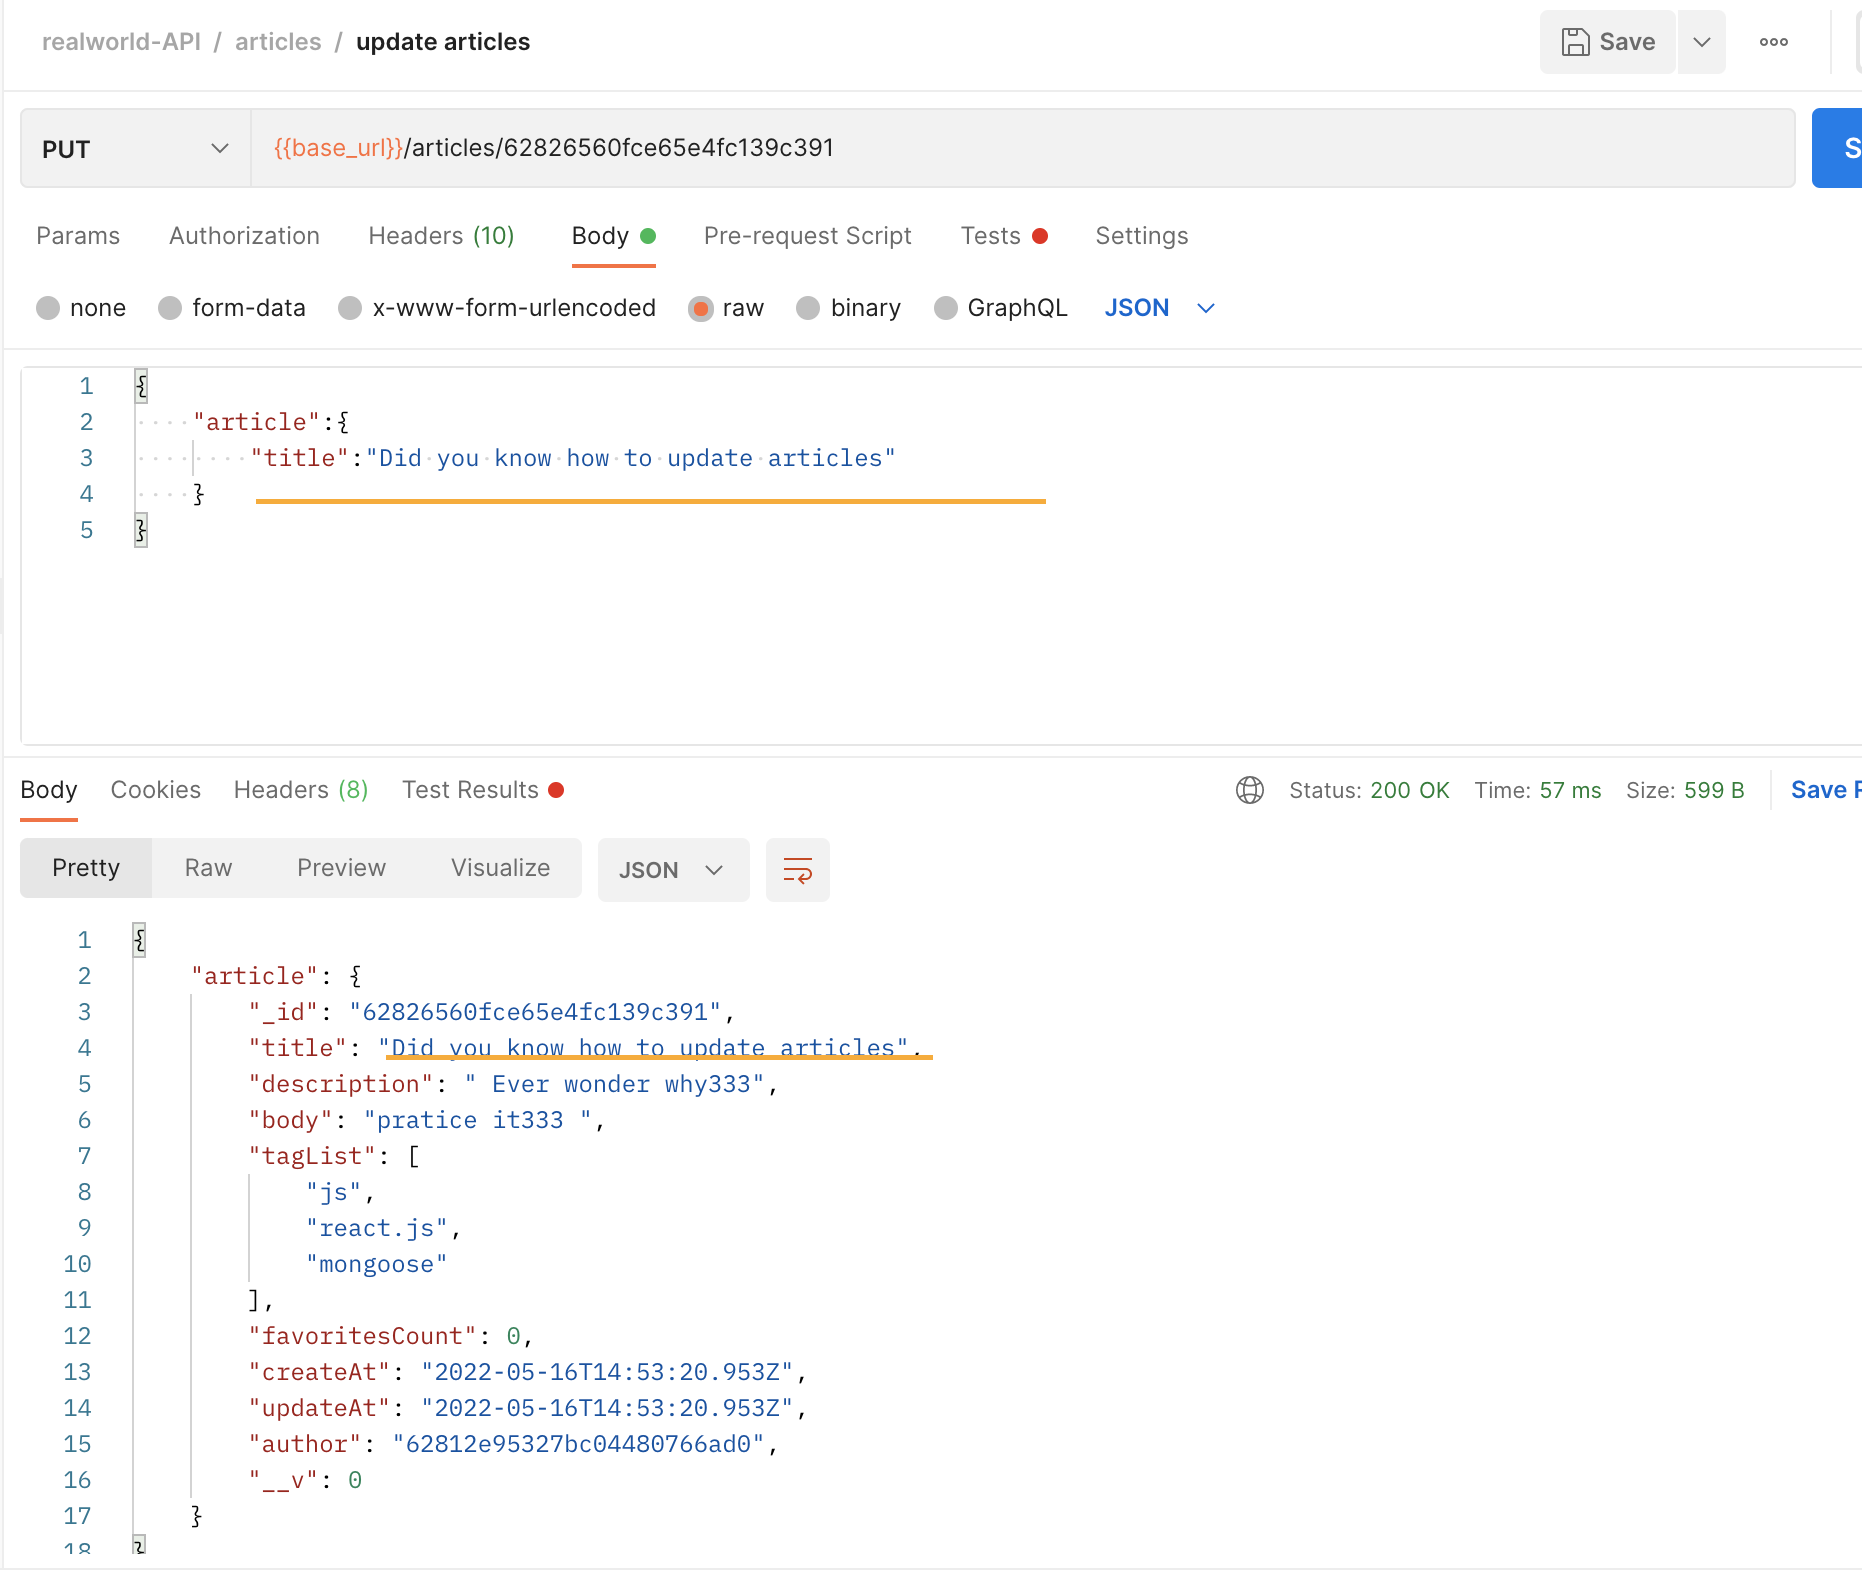 realworld-API / articles / update articles
Save
PUT
{{base_url}}/articles/62826560fce65e4fc139c391
Params Authorization Headers (10) Body Pre-request Script Tests Settings
none form-data x-www-form-urlencoded raw binary GraphQL JSON
1 {
2 "article":{
3 "title":"Did you know how to update articles"
4 }
5 }
Body Cookies Headers (8) Test Results Status: 200 OK Time: 57 ms Size: 599 B Save
Pretty Raw Preview Visualize JSON
1 {
2 "article": {
3 "_id": "62826560fce65e4fc139c391",
4 "title": "Did you know how to update articles",
5 "description": " Ever wonder why333",
6 "body": "pratice it333 ",
7 "tagList": [
8 "js",
9 "react.js",
10 "mongoose"
11 ],
12 "favoritesCount": 0,
13 "createAt": "2022-05-16T14:53:20.953Z",
14 "updateAt": "2022-05-16T14:53:20.953Z",
15 "author": "62812e95327bc04480766ad0",
16 "__v": 0
17 }
18 }